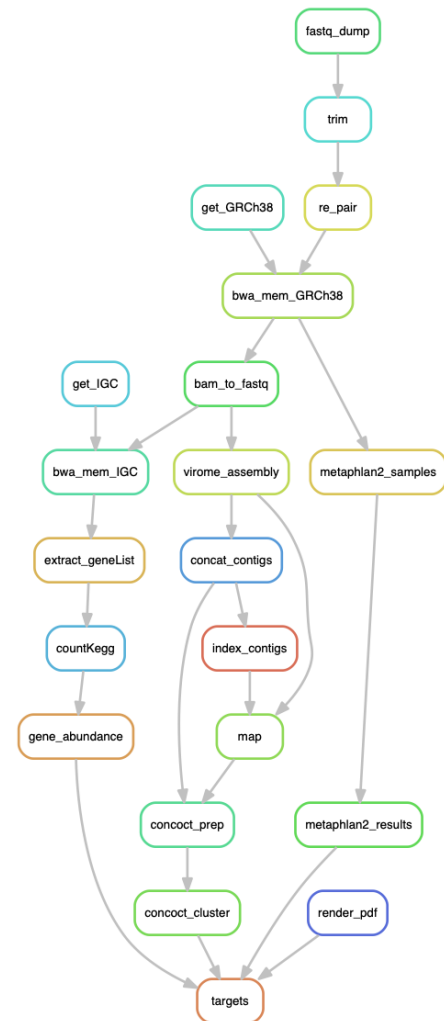 fastq_dump
trim
get_GRCh38
re_pair
bwa_mem_GRCh38
get_IGC
bam_to_fastq
bwa_mem_IGC
virome_assembly
metaphlan2_samples
extract_geneList
concat_contigs
countKegg
index_contigs
gene_abundance
map
concoct_prep
metaphlan2_results
concoct_cluster
render_pdf
targets